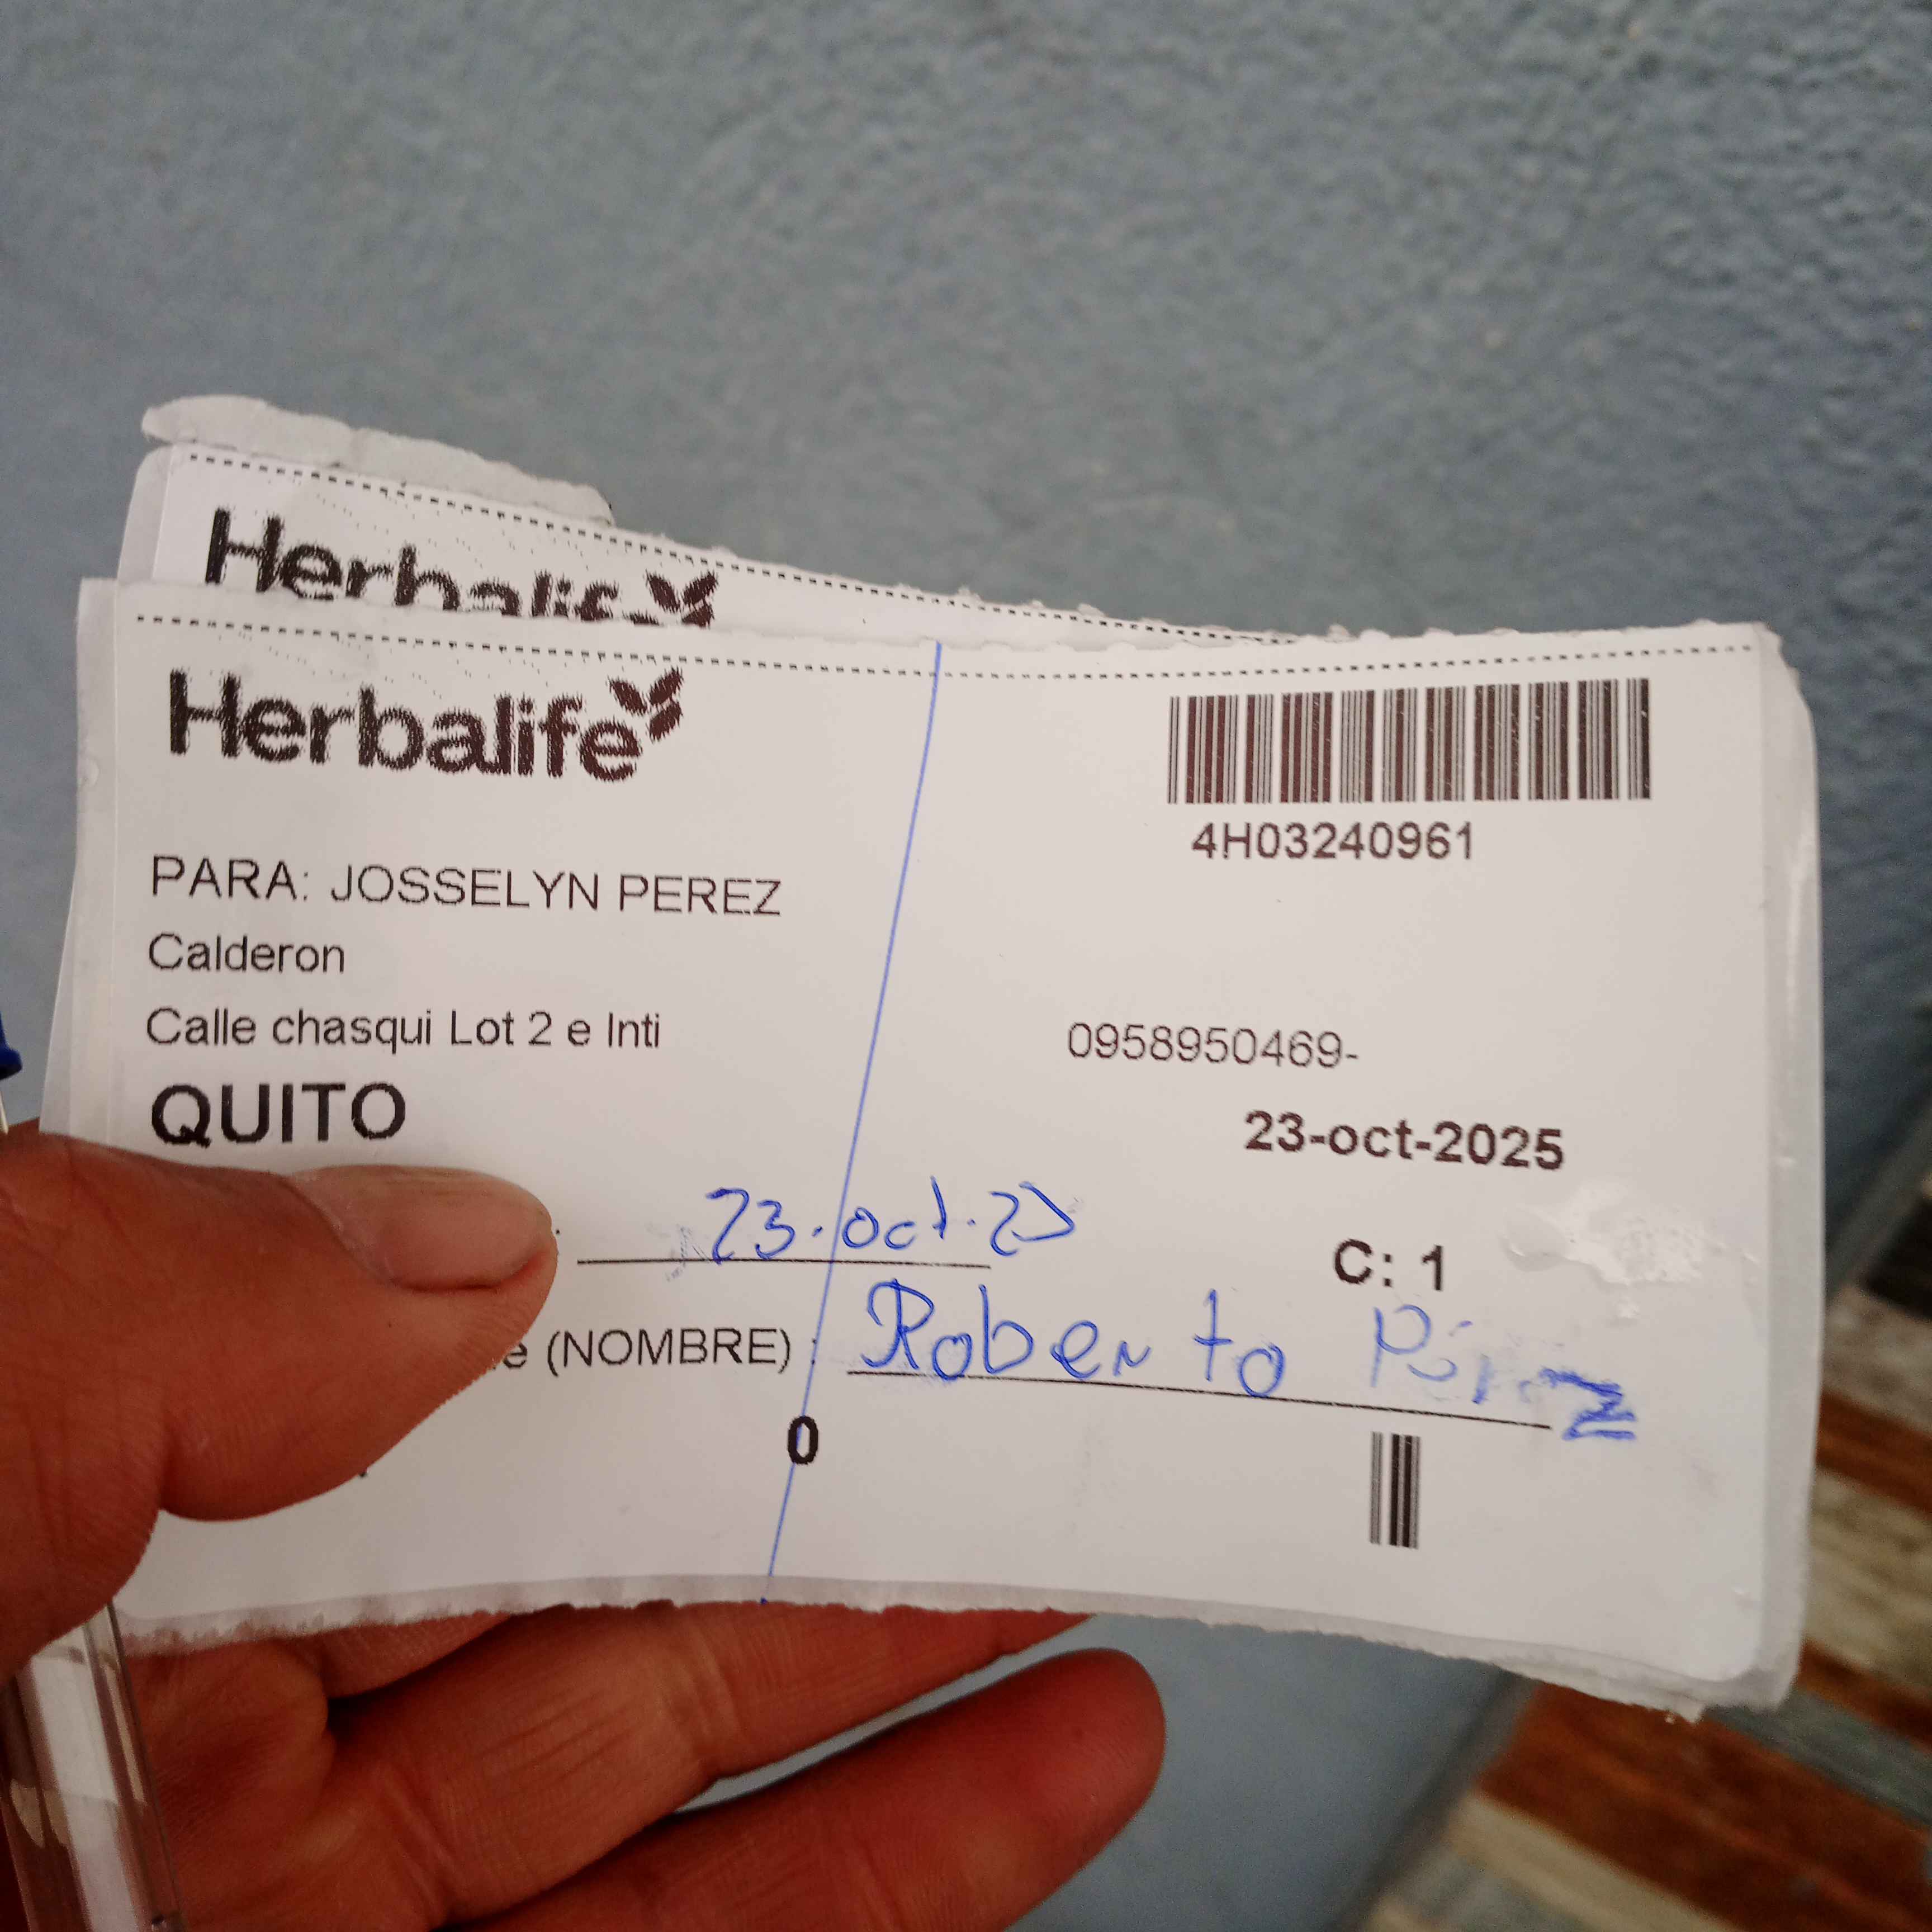 Herbalife
Herbalife
4H03240961
PARA: JOSSELYN PEREZ
Calderon
Calle chasqui Lot 2 e Inti
0958950469-
QUITO
23-oct-2025
23.oct.25
C: 1
(NOMBRE) : Roberto
0